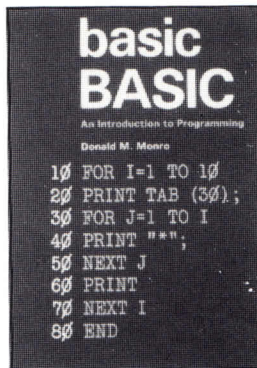 basic
BASIC
An Introduction to Programming
Donald M. Monro
1Ø FOR I=1 TO 1Ø
2Ø PRINT TAB (3Ø);
3Ø FOR J=1 TO I
4Ø PRINT "*";
5Ø NEXT J
6Ø PRINT
7Ø NEXT I
8Ø END